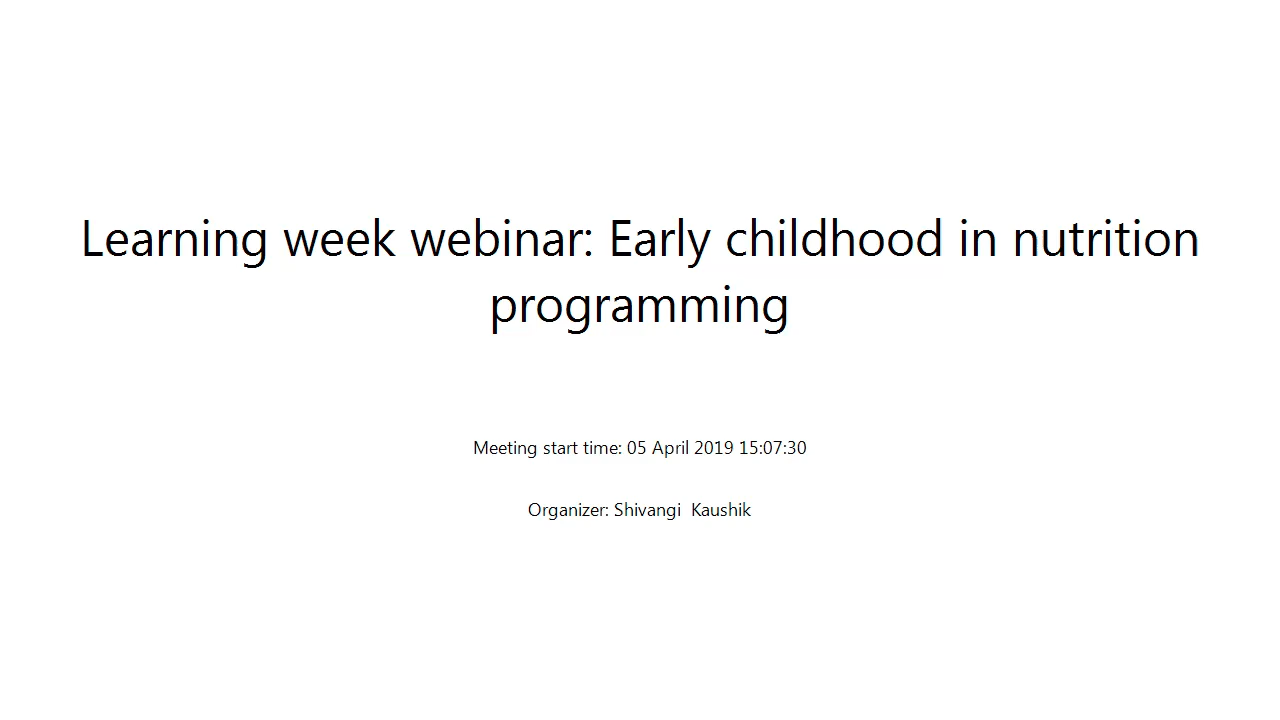 Learning week webinar: Early childhood in nutrition
programming
Meeting start time: 05 April 2019 15:07:30
Organizer: Shivangi  Kaushik